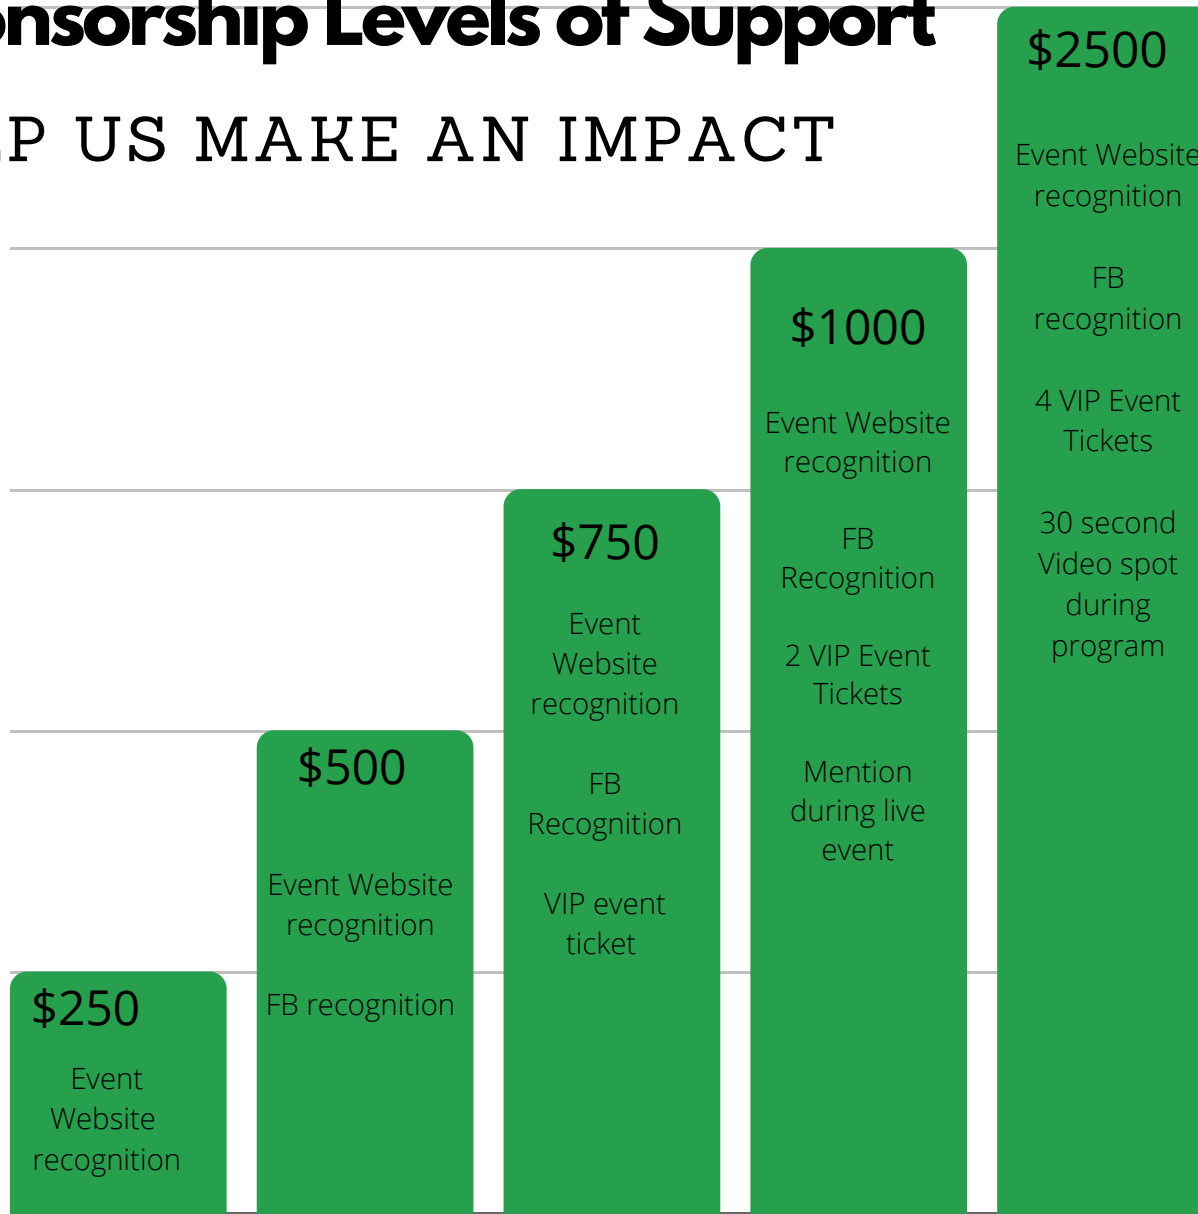 onsorship Levels of Support
P US MAKE AN IMPACT
$250
Event
Website
recognition
$500
Event Website
recognition
FB recognition
$750
Event
Website
recognition
FB
Recognition
VIP event
ticket
$1000
Event Website
recognition
FB
Recognition
2 VIP Event
Tickets
Mention
during live
event
$2500
Event Website
recognition
FB
recognition
4 VIP Event
Tickets
30 second
Video spot
during
program